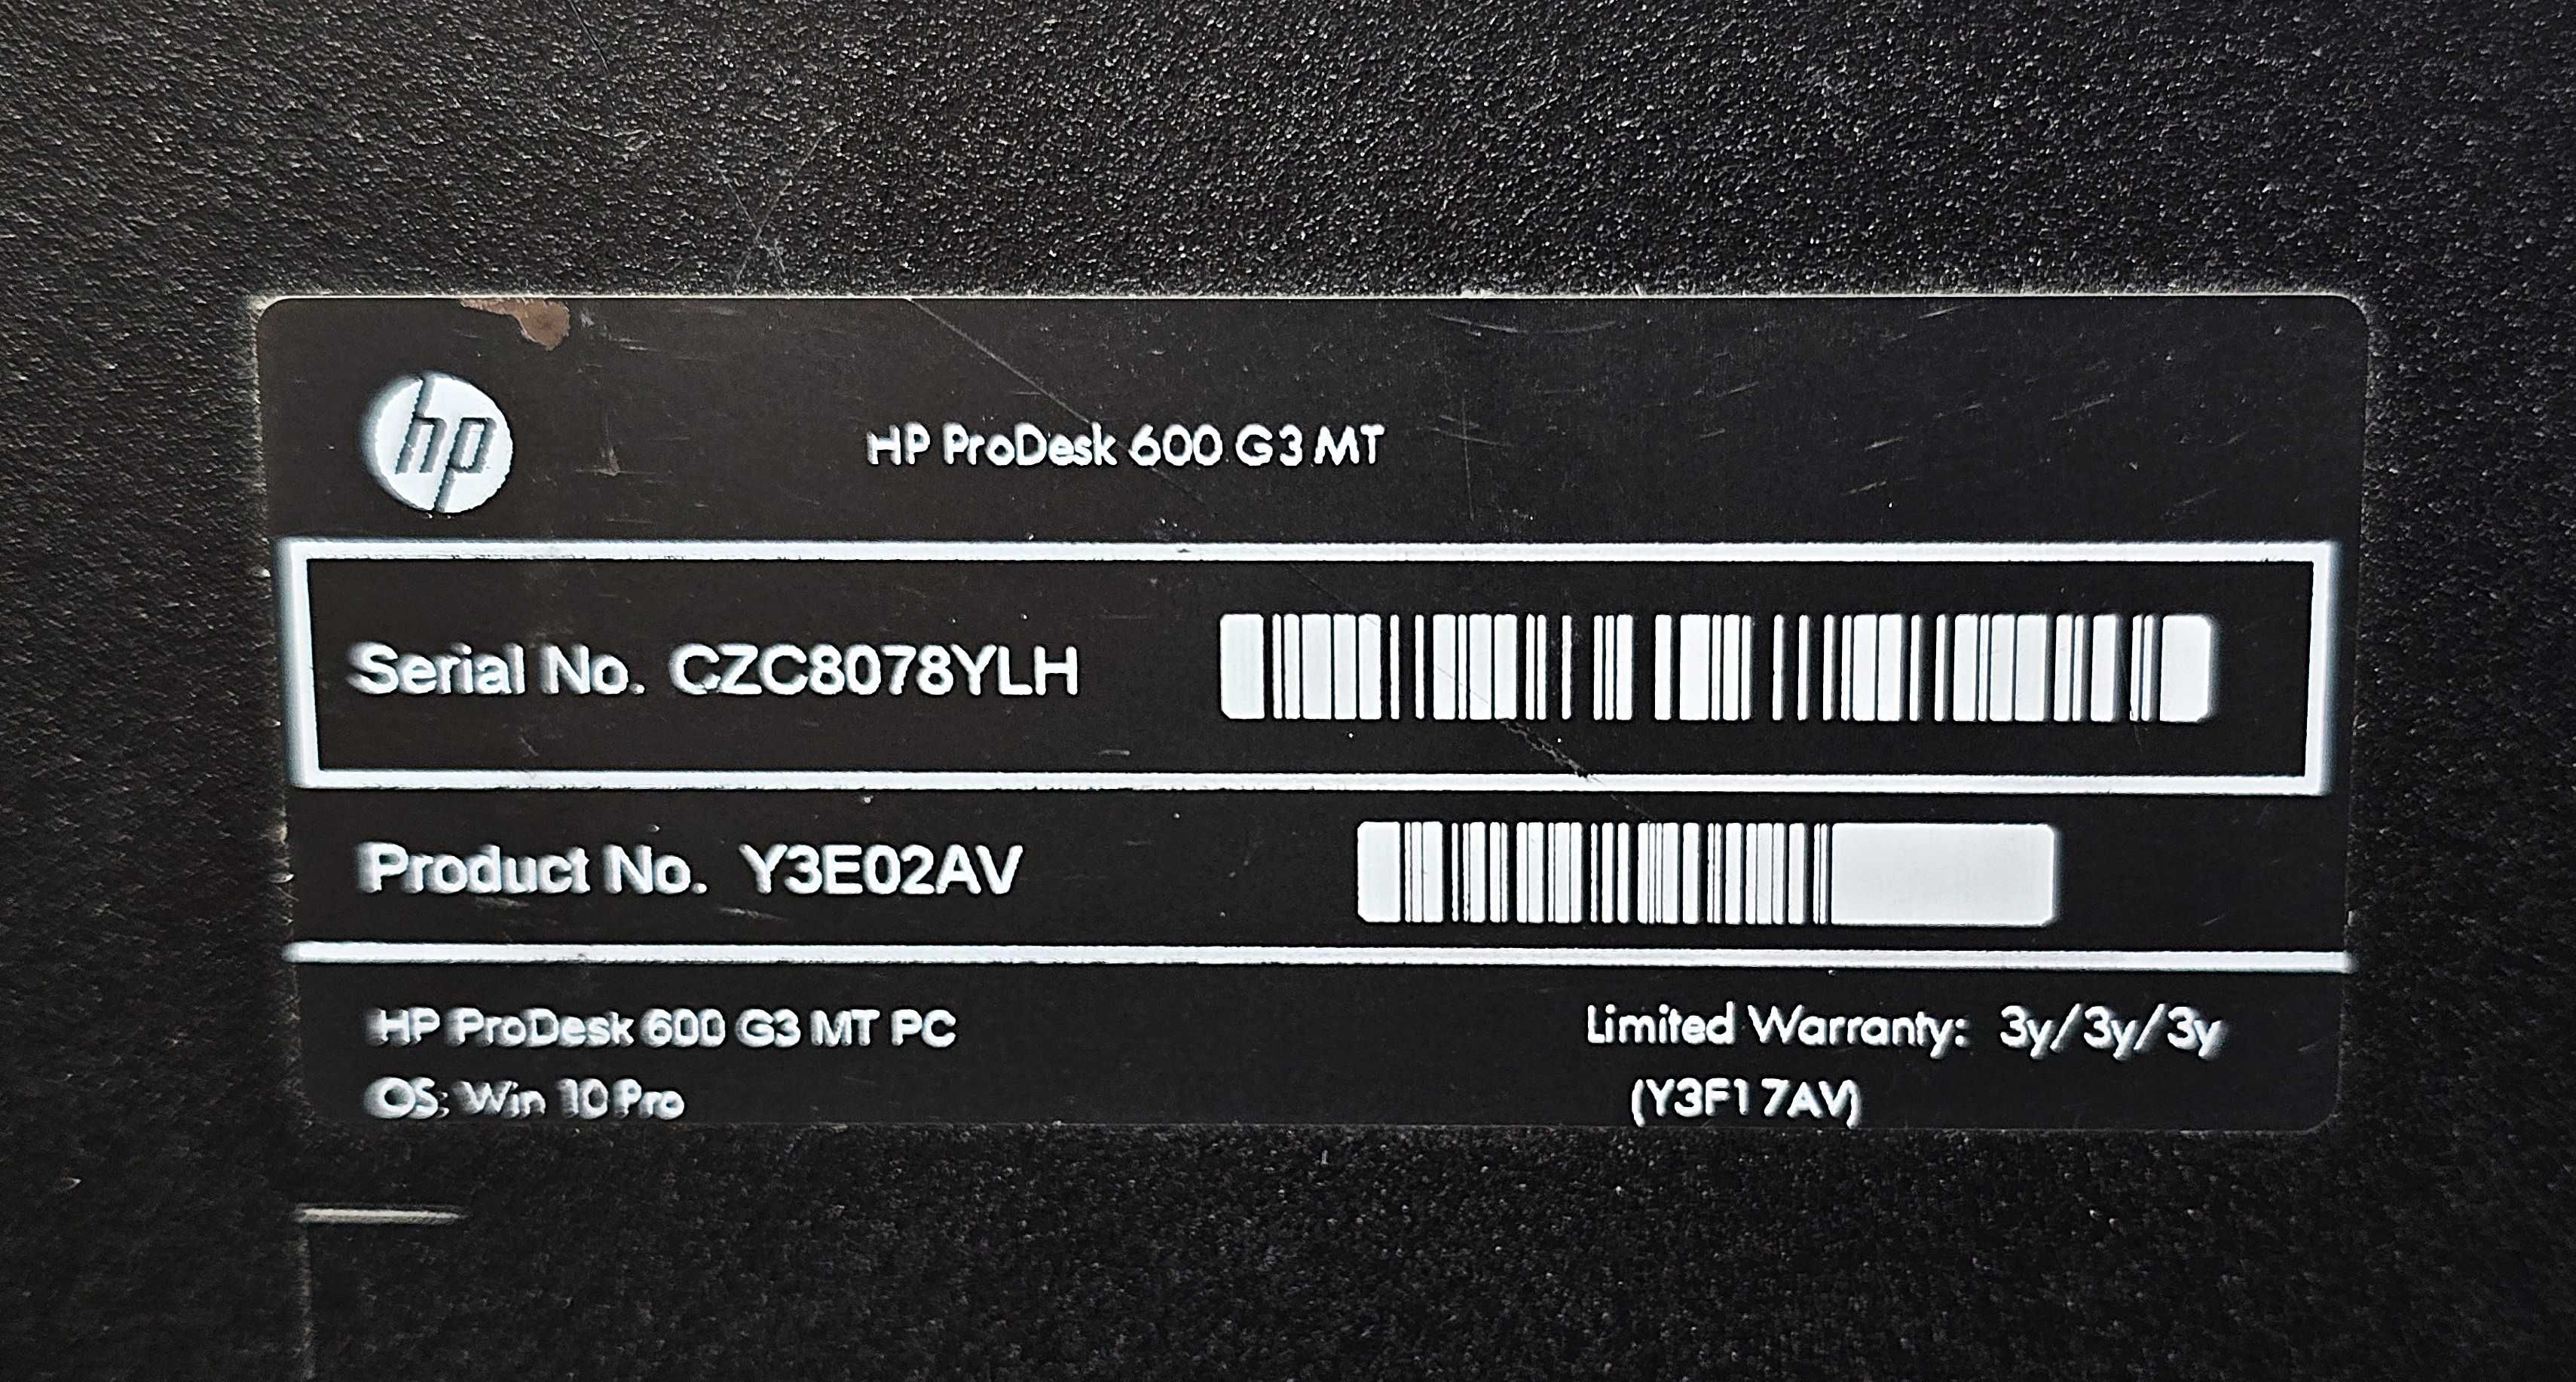 hp
HP ProDesk 600 G3 MT
Serial No. CZC8078YLH
Product No. Y3E02AV
HP ProDesk 600 G3 MT PC
OS; Win 10 Pro
Limited Warranty: 3y/3y/3y
(Y3F17AV)